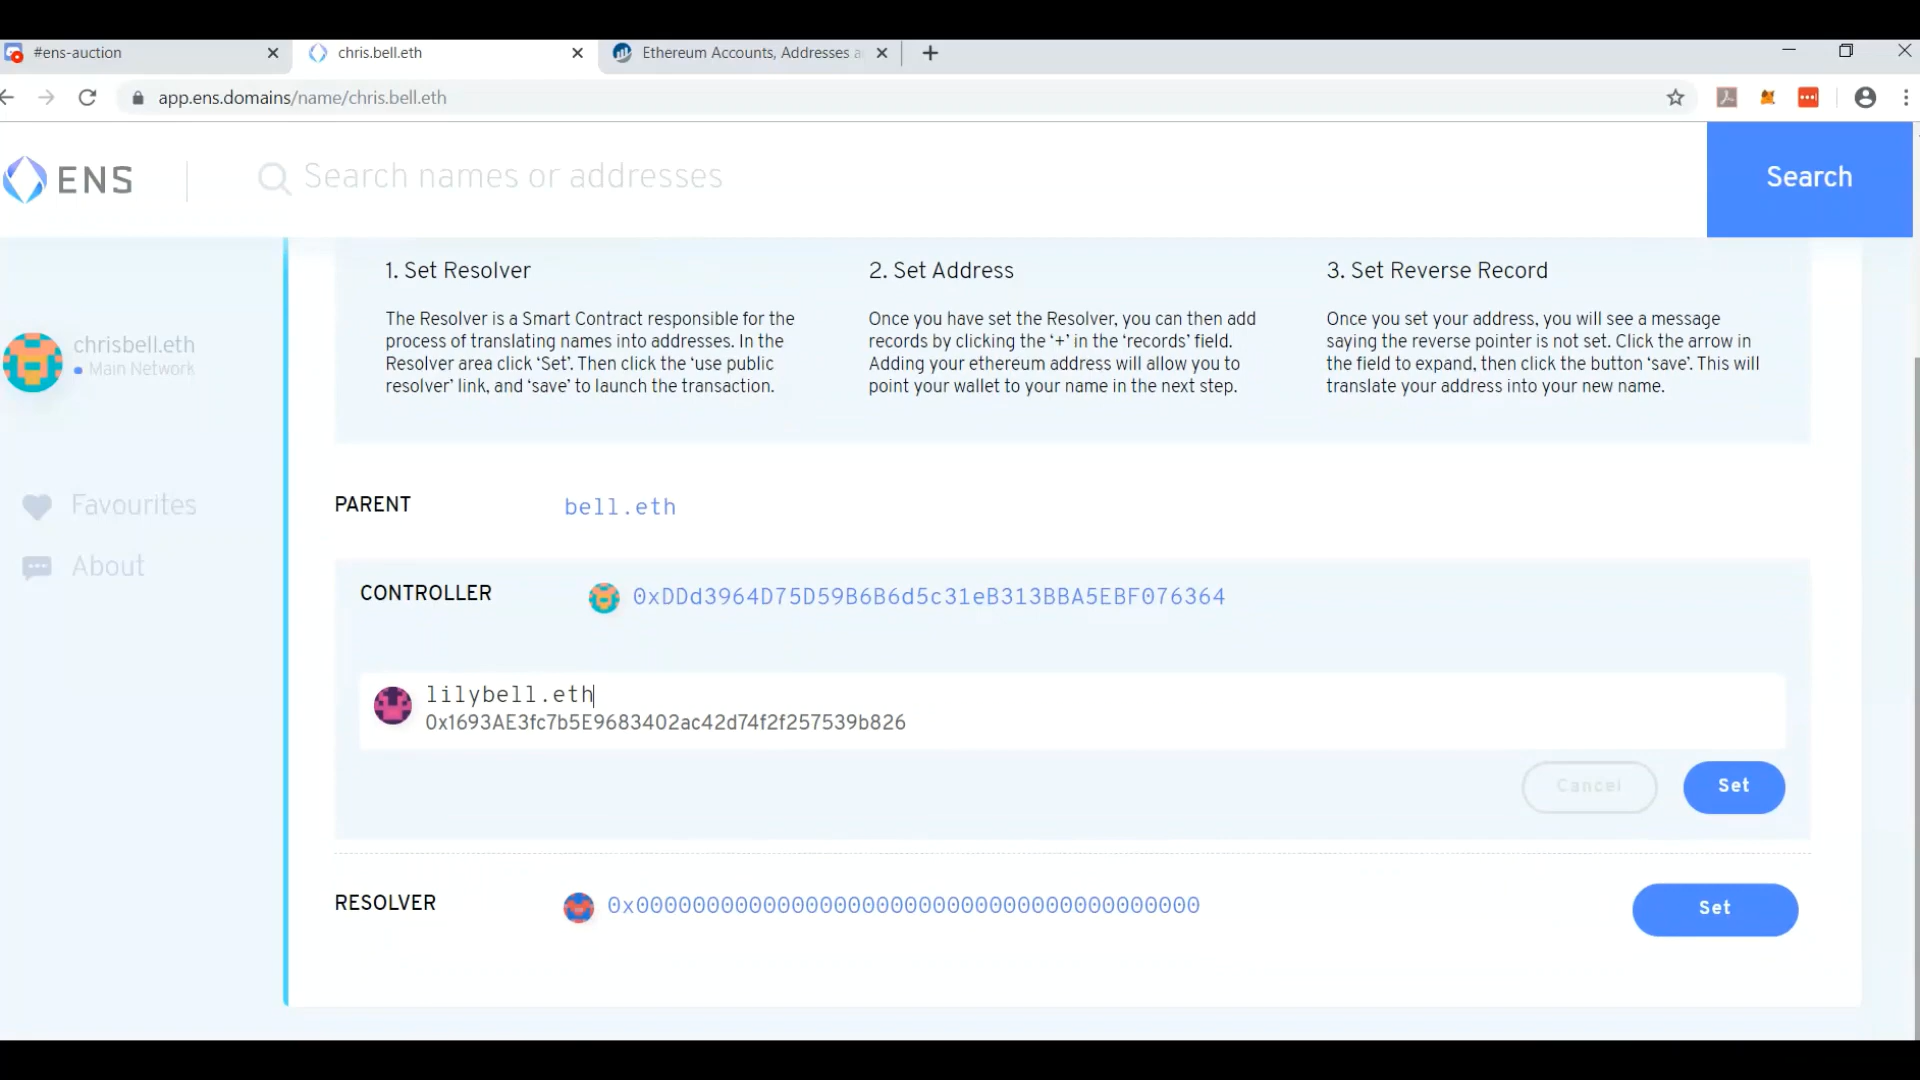 #ens-auction
chris.bell.eth
Ethereum Accounts, Addresses a
app.ens.domains/name/chris.bell.eth
ENS
Search names or addresses
Search
chrisbell.eth
Main Network
Favourites
About
1. Set Resolver
The Resolver is a Smart Contract responsible for the
process of translating names into addresses. In the
Resolver area click ‘Set’. Then click the ‘use public
resolver’ link, and ‘save’ to launch the transaction.
2. Set Address
Once you have set the Resolver, you can then add
records by clicking the ‘+’ in the ‘records’ field.
Adding your ethereum address will allow you to
point your wallet to your name in the next step.
3. Set Reverse Record
Once you set your address, you will see a message
saying the reverse pointer is not set. Click the arrow in
the field to expand, then click the button ‘save’. This will
translate your address into your new name.
PARENT bell.eth
CONTROLLER 0xDDd3964D75D59B6B6d5c31eB313BBA5EBF076364
lilybell.eth
0x1693AE3fc7b5E9683402ac42d74f2f257539b826
Cancel Set
RESOLVER 0x0000000000000000000000000000000000000000 Set